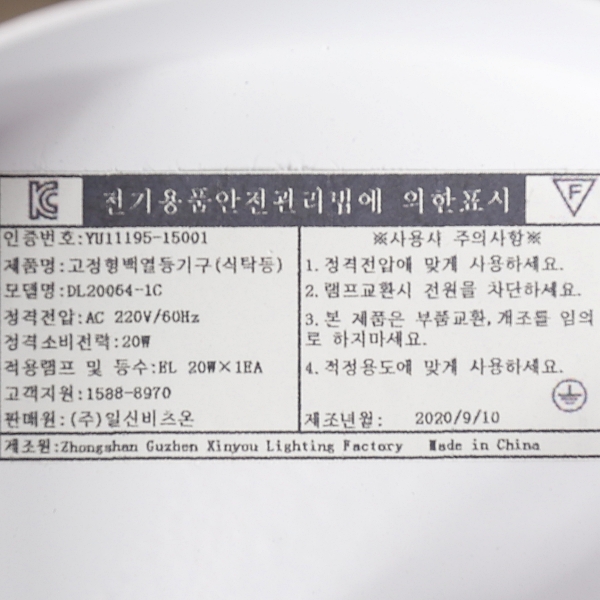 KC 전기용품안전관리법에 의한표시 F
인증번호:YU11195-15001
제품명:고정형백열등기구(식탁등)
모델명:DL20064-1C
정격전압:AC 220V/60Hz
정격소비전력:20W
적용램프 및 등수:EL 20W×1EA
고객지원:1588-8970
판매원:(주)일신비츠온
※사용사 주의사항※
1.정격전압에 맞게 사용하세요.
2.램프교환시 전원을 차단하세요.
3.본 제품은 부품교환,개조를 임의
로 하지마세요.
4.적정용도에 맞게 사용하세요.
제조년월: 2020/9/10
제조원:Zhongshan Guzhen Xinyou Lighting Factory Made in China